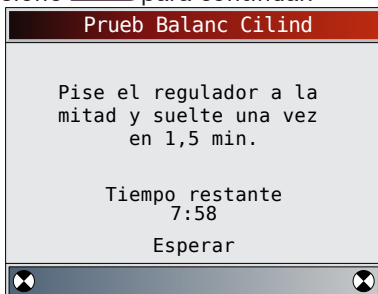 para continuar.
Prueb Balanc Cilind
Pise el regulador a la
mitad y suelte una vez
en 1,5 min.
Tiempo restante
7:58
Esperar